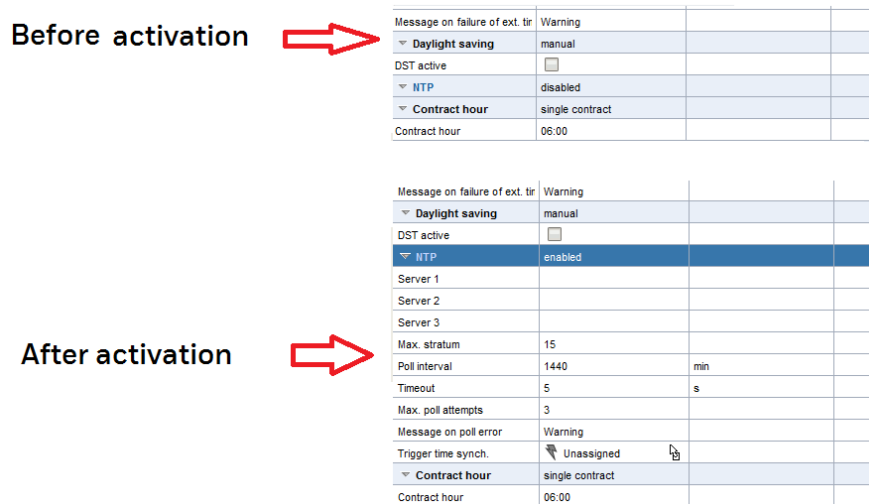 Before activation
Message on failure of ext. tir Warning
Daylight saving manual
DST active
NTP disabled
Contract hour single contract
Contract hour 06:00
After activation
Message on failure of ext. tir Warning
Daylight saving manual
DST active
NTP enabled
Server 1
Server 2
Server 3
Max. stratum 15
Poll interval 1440 min
Timeout 5 s
Max. poll attempts 3
Message on poll error Warning
Trigger time synch. Unassigned
Contract hour single contract
Contract hour 06:00